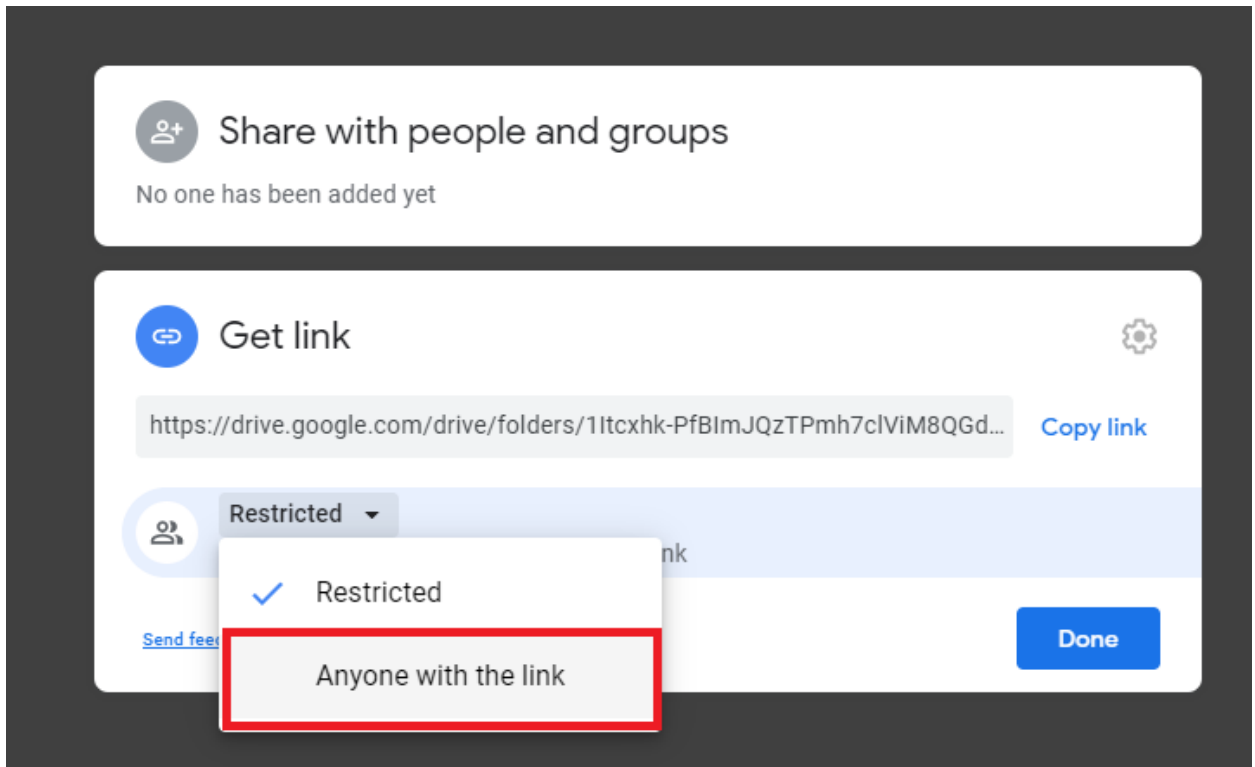 Share with people and groups
No one has been added yet
Get link
https://drive.google.com/drive/folders/1Itcxhk-PfBImJQzTPmh7clViM8QGd...
Copy link
Restricted
nk
Restricted
Send fee
Done
Anyone with the link